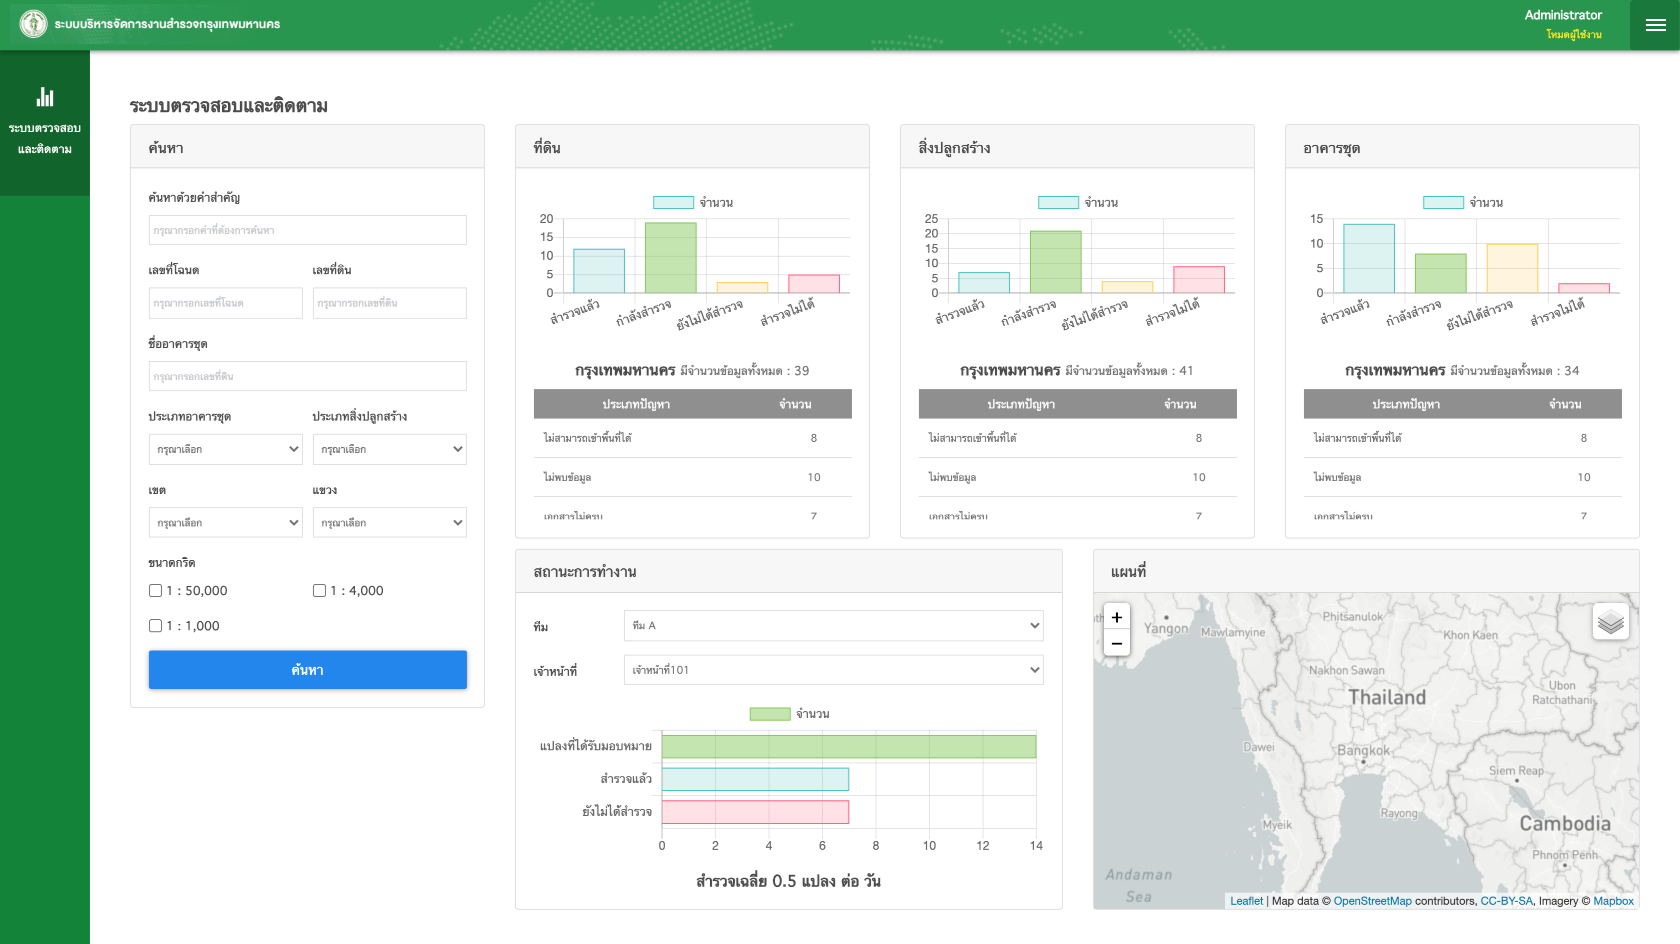 ระบบบริหารจัดการงานสำรวจกรุงเทพมหานคร
Administrator
โหมดผู้ใช้งาน
ระบบตรวจสอบ
และติดตาม
ระบบตรวจสอบและติดตาม
ค้นหา
ค้นหาด้วยคำสำคัญ
กรุณากรอกคำที่ต้องการค้นหา
เลขที่โฉนด เลขที่ดิน
กรุณากรอกเลขที่โฉนด กรุณากรอกเลขที่ดิน
ชื่ออาคารชุด
กรุณากรอกเลขที่ดิน
ประเภทอาคารชุด ประเภทสิ่งปลูกสร้าง
กรุณาเลือก กรุณาเลือก
เขต แขวง
กรุณาเลือก กรุณาเลือก
ขนาดกริด
1 : 50,000 1 : 4,000
1 : 1,000
ค้นหา
ที่ดิน
จำนวน
20
15
10
5
0
สำรวจแล้ว กำลังสำรวจ ยังไม่ได้สำรวจ สำรวจไม่ได้
กรุงเทพมหานคร มีจำนวนข้อมูลทั้งหมด : 39
ประเภทปัญหา จำนวน
ไม่สามารถเข้าพื้นที่ได้ 8
ไม่พบข้อมูล 10
เอกสารไม่ครบ 7
สิ่งปลูกสร้าง
จำนวน
25
20
15
10
5
0
สำรวจแล้ว กำลังสำรวจ ยังไม่ได้สำรวจ สำรวจไม่ได้
กรุงเทพมหานคร มีจำนวนข้อมูลทั้งหมด : 41
ประเภทปัญหา จำนวน
ไม่สามารถเข้าพื้นที่ได้ 8
ไม่พบข้อมูล 10
เอกสารไม่ครบ 7
อาคารชุด
จำนวน
15
10
5
0
สำรวจแล้ว กำลังสำรวจ ยังไม่ได้สำรวจ สำรวจไม่ได้
กรุงเทพมหานคร มีจำนวนข้อมูลทั้งหมด : 34
ประเภทปัญหา จำนวน
ไม่สามารถเข้าพื้นที่ได้ 8
ไม่พบข้อมูล 10
เอกสารไม่ครบ 7
สถานะการทำงาน
ทีม ทีม A
เจ้าหน้าที่ เจ้าหน้าที่101
จำนวน
แปลงที่ได้รับมอบหมาย
สำรวจแล้ว
ยังไม่ได้สำรวจ
0 2 4 6 8 10 12 14
สำรวจเฉลี่ย 0.5 แปลง ต่อ วัน
แผนที่
+
−
Yangon
Mawlamyine
Phitsanulok
Khon Kaen
Nakhon Sawan
Thailand
Ubon
Ratchathani
Dawei
Bangkok
Siem Reap
Rayong
Myeik
Cambodia
Phnom Penh
Andaman
Sea
Leaflet | Map data © OpenStreetMap contributors, CC-BY-SA, Imagery © Mapbox